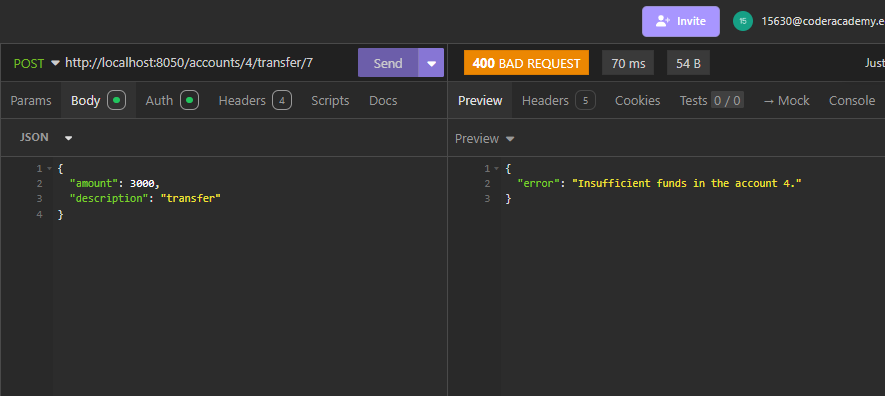 Invite
15 15630@coderacademy.e
POST http://localhost:8050/accounts/4/transfer/7 Send
400 BAD REQUEST 70 ms 54 B Just
Params Body Auth Headers 4 Scripts Docs
Preview Headers 5 Cookies Tests 0 / 0 → Mock Console
JSON
Preview
1 {
2 "amount": 3000,
3 "description": "transfer"
4 }
1 {
2 "error": "Insufficient funds in the account 4."
3 }